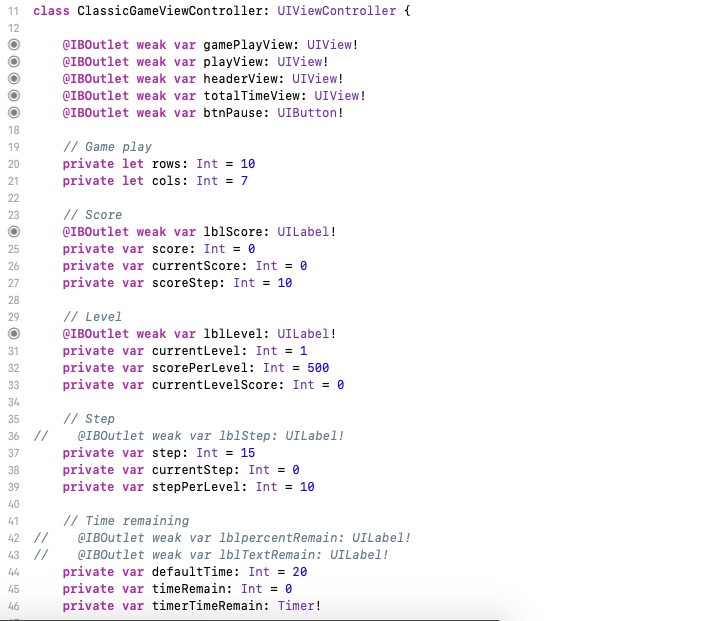 11 class ClassicGameViewController: UIViewController {
12
@IBOutlet weak var gamePlayView: UIView!
@IBOutlet weak var playView: UIView!
@IBOutlet weak var headerView: UIView!
@IBOutlet weak var totalTimeView: UIView!
@IBOutlet weak var btnPause: UIButton!
18
19 // Game play
20 private let rows: Int = 10
21 private let cols: Int = 7
22
23 // Score
@IBOutlet weak var lblScore: UILabel!
25 private var score: Int = 0
26 private var currentScore: Int = 0
27 private var scoreStep: Int = 10
28
29 // Level
@IBOutlet weak var lblLevel: UILabel!
31 private var currentLevel: Int = 1
32 private var scorePerLevel: Int = 500
33 private var currentLevelScore: Int = 0
34
35 // Step
36 // @IBOutlet weak var lblStep: UILabel!
37 private var step: Int = 15
38 private var currentStep: Int = 0
39 private var stepPerLevel: Int = 10
40
41 // Time remaining
42 // @IBOutlet weak var lblpercentRemain: UILabel!
43 // @IBOutlet weak var lblTextRemain: UILabel!
44 private var defaultTime: Int = 20
45 private var timeRemain: Int = 0
46 private var timerTimeRemain: Timer!